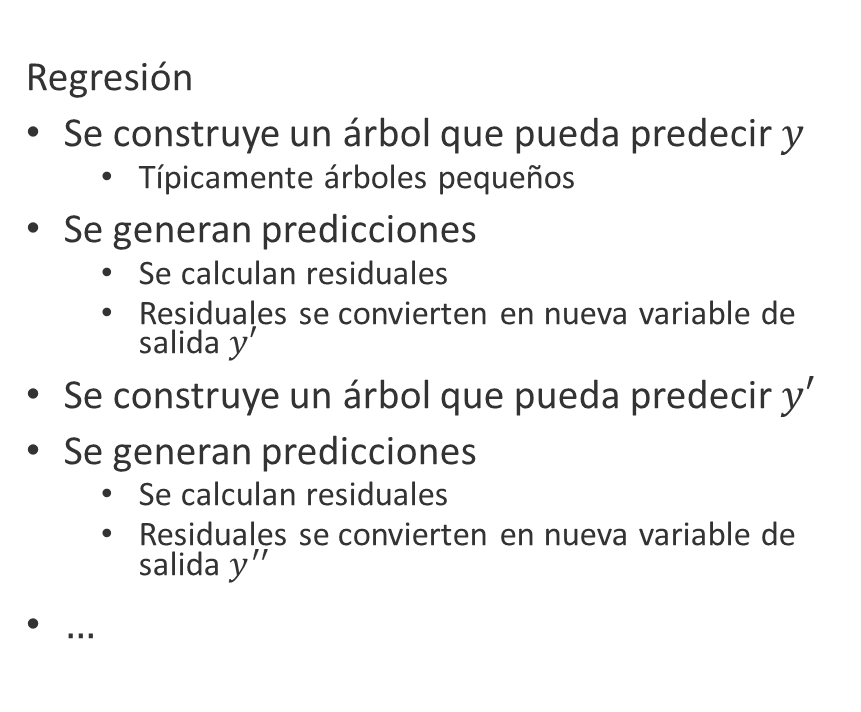 Regresión
• Se construye un árbol que pueda predecir y
• Típicamente árboles pequeños
• Se generan predicciones
• Se calculan residuales
• Residuales se convierten en nueva variable de
salida y′
• Se construye un árbol que pueda predecir y′
• Se generan predicciones
• Se calculan residuales
• Residuales se convierten en nueva variable de
salida y′′
• …